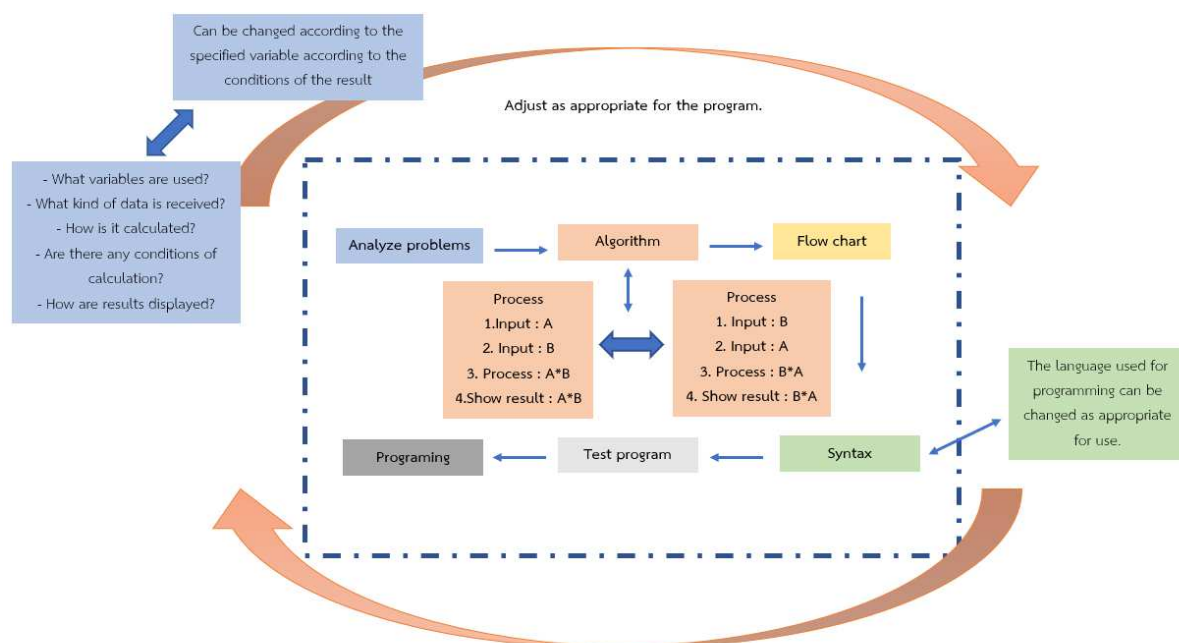 Can be changed according to the
specified variable according to the
conditions of the result
Adjust as appropriate for the program.
- What variables are used?
- What kind of data is received?
- How is it calculated?
- Are there any conditions of
calculation?
- How are results displayed?
Analyze problems
Algorithm
Flow chart
Process
1.Input : A
2. Input : B
3. Process : A*B
4.Show result : A*B
Process
1. Input : B
2. Input : A
3. Process : B*A
4. Show result : B*A
The language used for
programming can be
changed as appropriate
for use.
Programing
Test program
Syntax